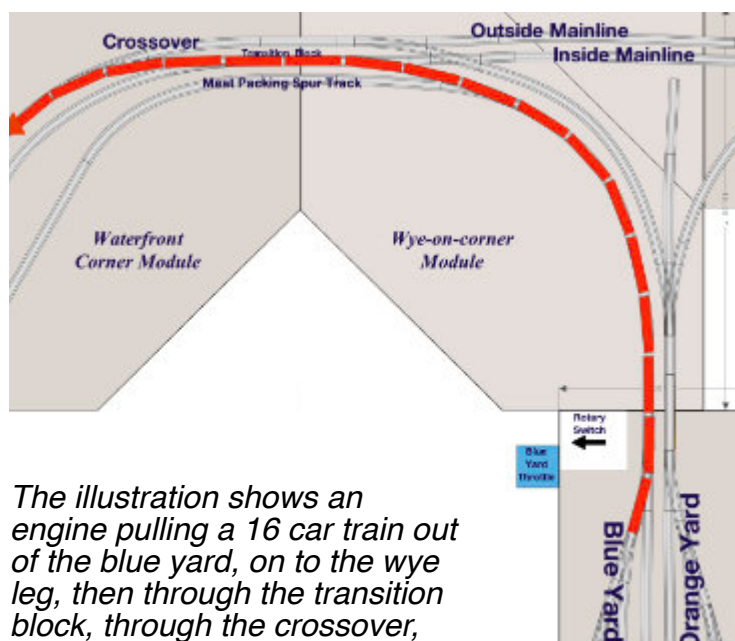 Outside Mainline
Crossover
Transition Block
Inside Mainline
Meat Packing Spur Track
Waterfront
Corner Module
Wye-on-corner
Module
Rotary
Switch
Blue
Yard
Throttle
Blue Yard
Orange Yard
The illustration shows an
engine pulling a 16 car train out
of the blue yard, on to the wye
leg, then through the transition
block, through the crossover,